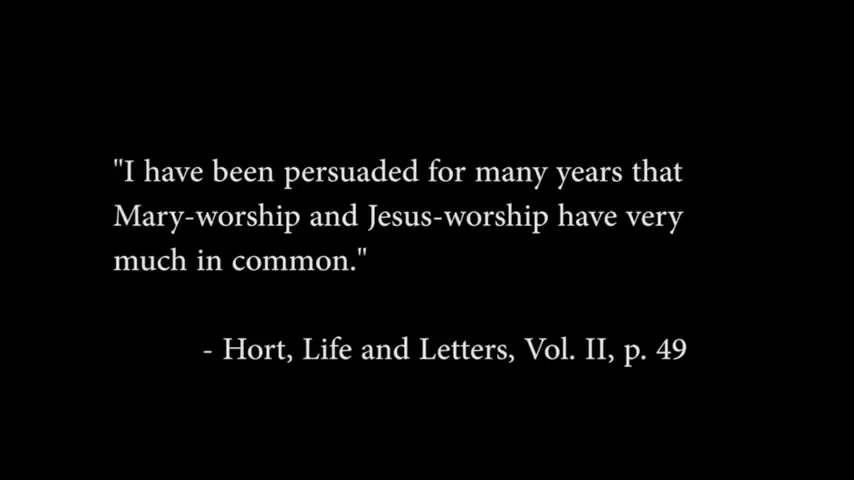 "I have been persuaded for many years that
Mary-worship and Jesus-worship have very
much in common."
- Hort, Life and Letters, Vol. II, p. 49